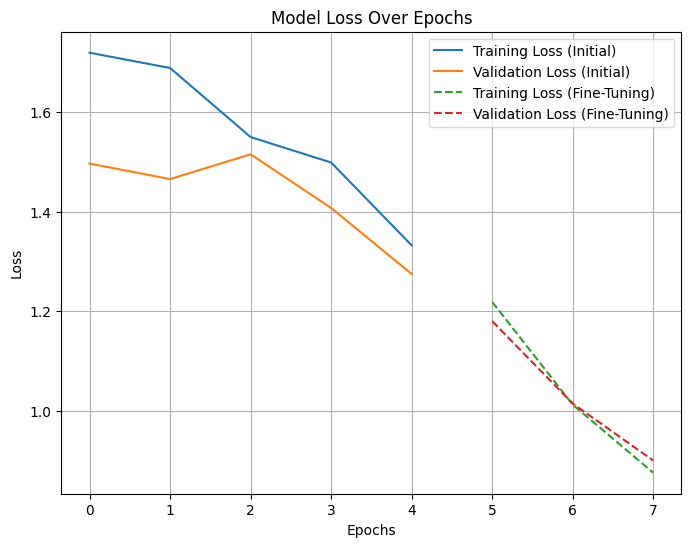 Model Loss Over Epochs
Training Loss (Initial)
Validation Loss (Initial)
Training Loss (Fine-Tuning)
Validation Loss (Fine-Tuning)
1.6
1.4
1.2
1.0
Loss
0 1 2 3 4 5 6 7
Epochs